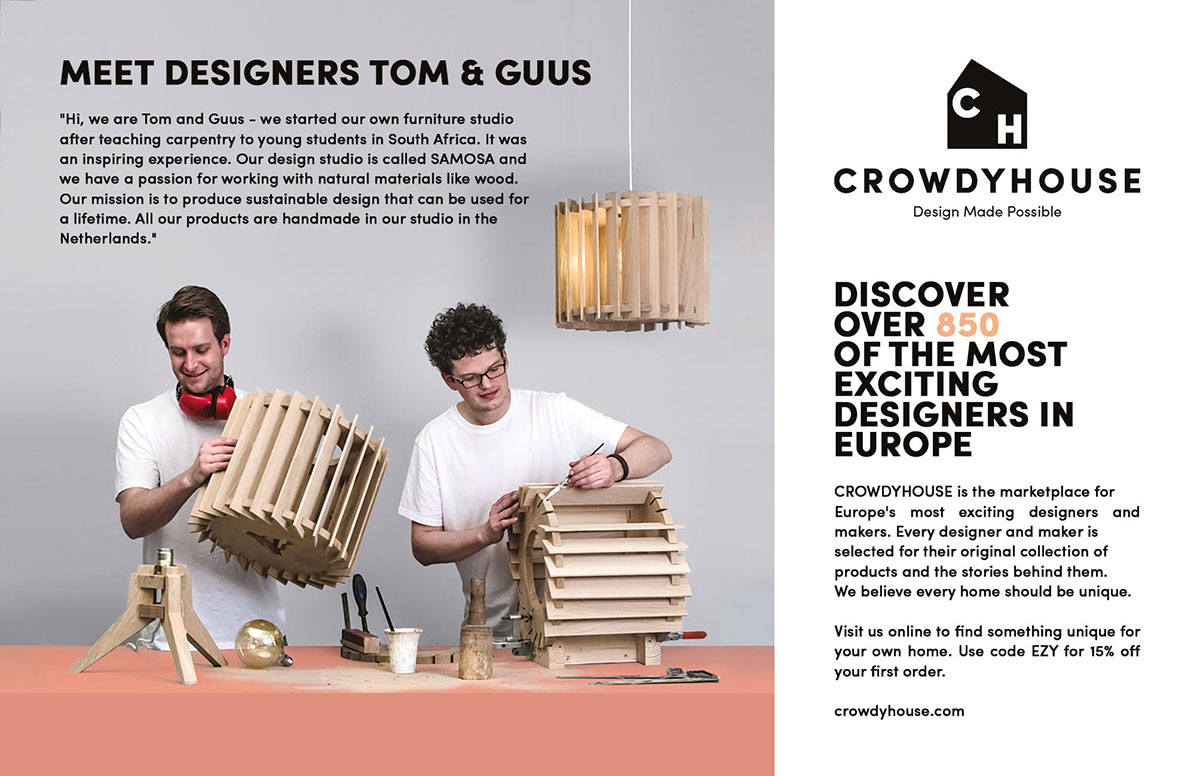 MEET DESIGNERS TOM & GUUS
"Hi, we are Tom and Guus - we started our own furniture studio
after teaching carpentry to young students in South Africa. It was
an inspiring experience. Our design studio is called SAMOSA and
we have a passion for working with natural materials like wood.
Our mission is to produce sustainable design that can be used for
a lifetime. All our products are handmade in our studio in the
Netherlands."
C
H
CROWDYHOUSE
Design Made Possible
DISCOVER
OVER 850
OF THE MOST
EXCITING
DESIGNERS IN
EUROPE
CROWDYHOUSE is the marketplace for
Europe's most exciting designers and
makers. Every designer and maker is
selected for their original collection of
products and the stories behind them.
We believe every home should be unique.
Visit us online to find something unique for
your own home. Use code EZY for 15% off
your first order.
crowdyhouse.com